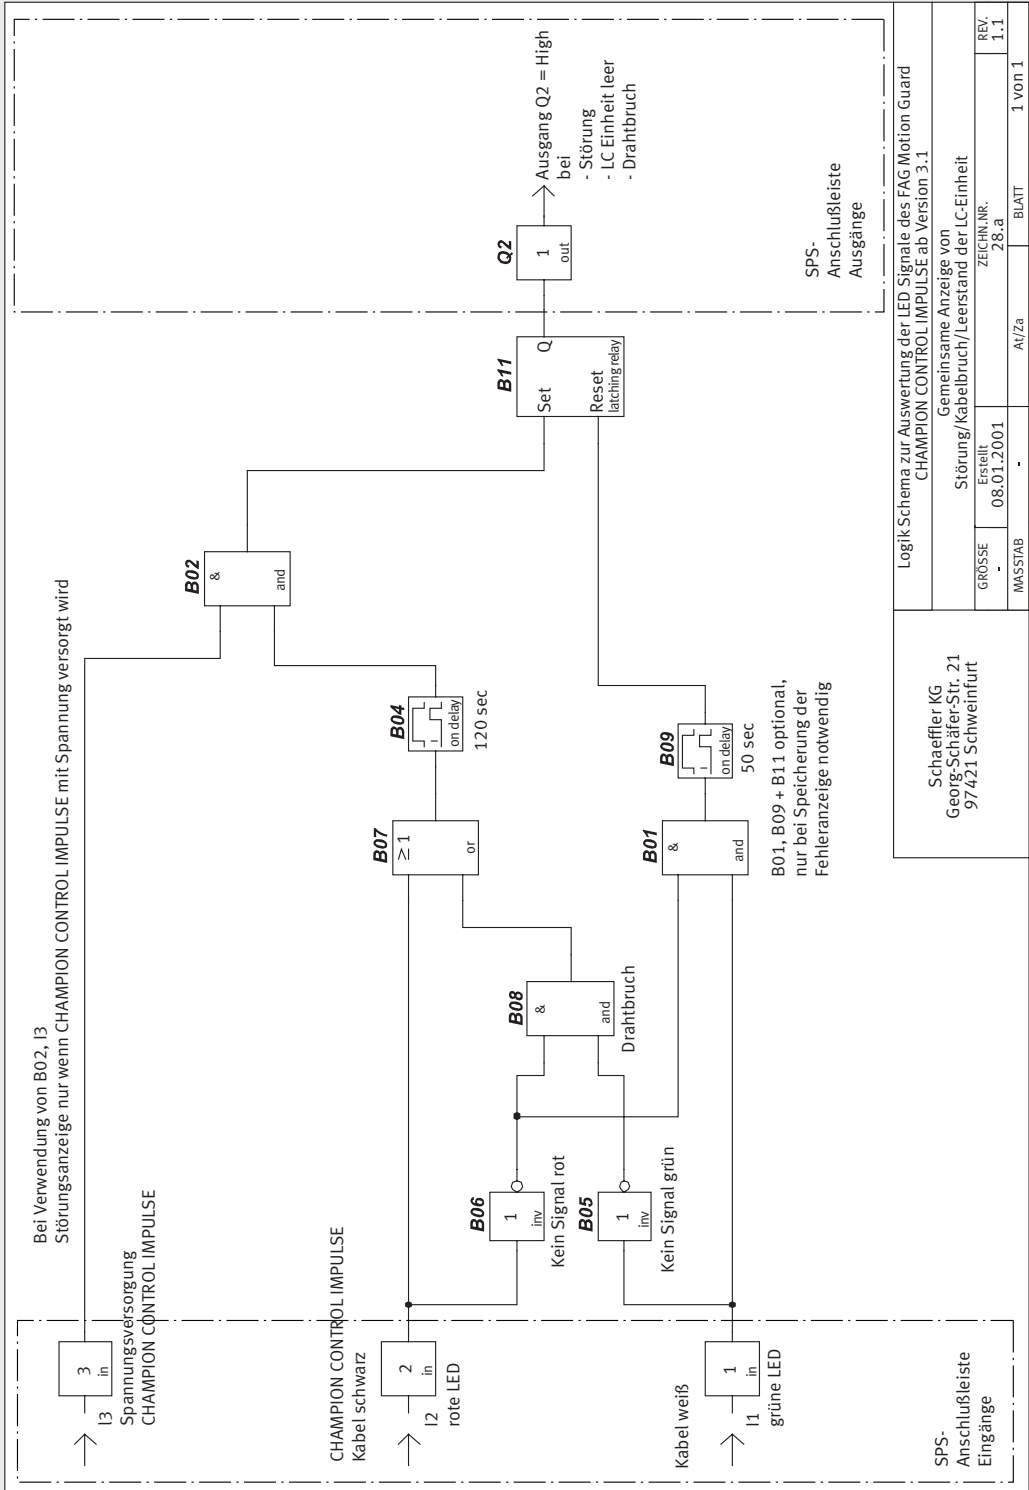 Bei Verwendung von B02, I3
Störungsanzeige nur wenn CHAMPION CONTROL IMPULSE mit Spannung versorgt wird
3
in
I3
Spannungsversorgung
CHAMPION CONTROL IMPULSE
B02
&
and
CHAMPION CONTROL IMPULSE
Kabel schwarz
2
in
I2
rote LED
B06
1
inv
Kein Signal rot
B05
1
inv
Kein Signal grün
B08
&
and
Drahtbruch
B07
≥ 1
or
B04
on delay
120 sec
Kabel weiß
1
in
I1
grüne LED
B01
&
and
B09
on delay
50 sec
B01, B09 + B11 optional,
nur bei Speicherung der
Fehleranzeige notwendig
B11
Set
Q
Reset
latching relay
Q2
1
out
Ausgang Q2 = High
bei
- Störung
- LC Einheit leer
- Drahtbruch
SPS-
Anschlußleiste
Eingänge
SPS-
Anschlußleiste
Ausgänge
Schaeffler KG
Georg-Schäfer-Str. 21
97421 Schweinfurt
Logik Schema zur Auswertung der LED Signale des FAG Motion Guard
CHAMPION CONTROL IMPULSE ab Version 3.1
Gemeinsame Anzeige von
Störung/Kabelbruch/Leerstand der LC-Einheit
GRÖSSE
-
Erstellt
08.01.2001
ZEICHN.NR.
28.a
REV.
1.1
MASSTAB
-
At/Za
BLATT
1 von 1